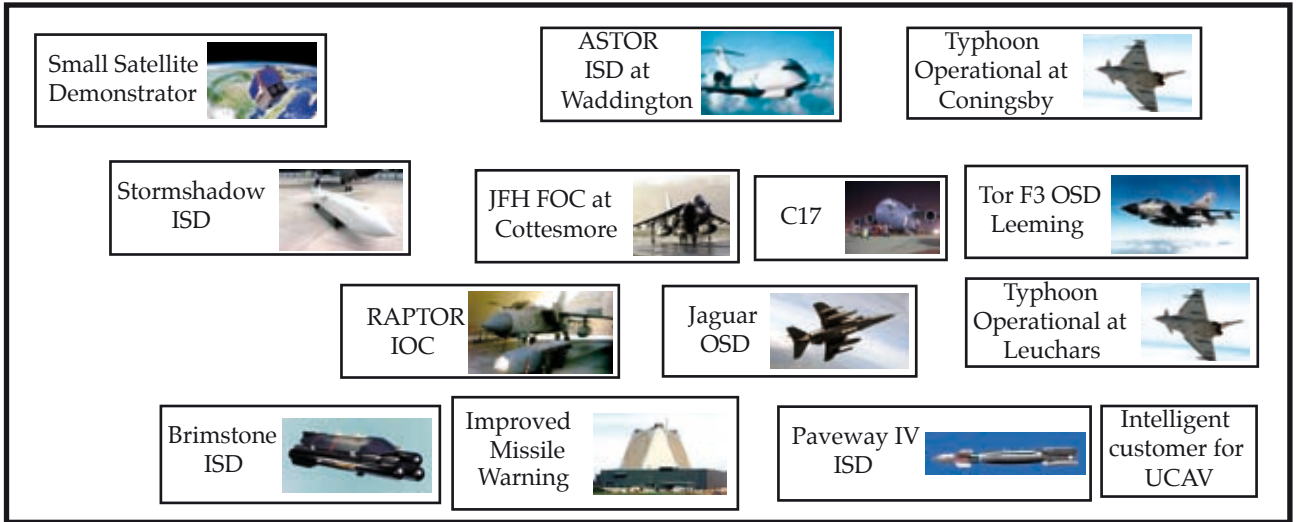 Small Satellite
Demonstrator
ASTOR
ISD at
Waddington
Typhoon
Operational at
Coningsby
Stormshadow
ISD
JFH FOC at
Cottesmore
C17
Tor F3 OSD
Leeming
RAPTOR
IOC
Jaguar
OSD
Typhoon
Operational at
Leuchars
Brimstone
ISD
Improved
Missile
Warning
Paveway IV
ISD
Intelligent
customer for
UCAV